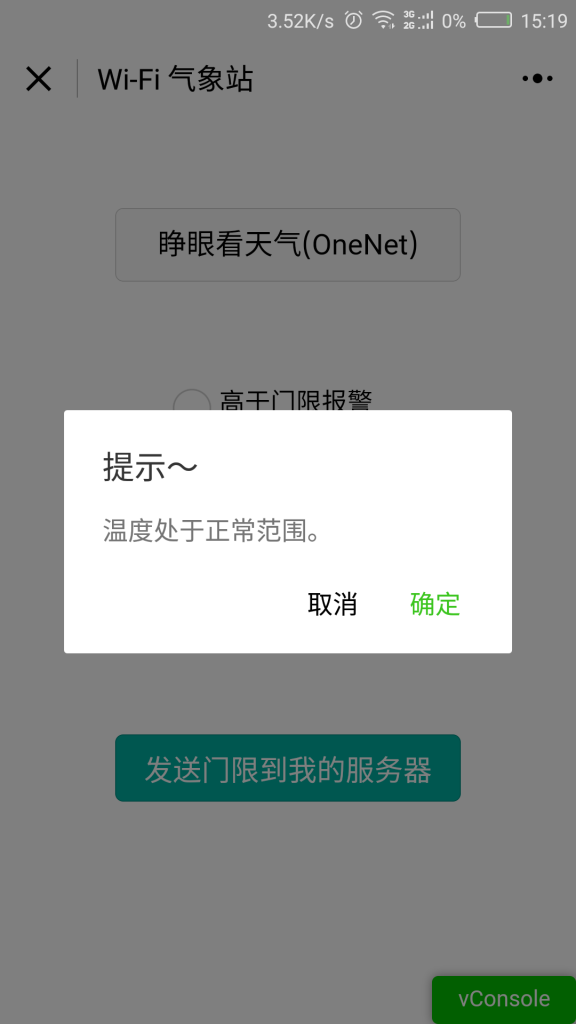 3.52K/s 3G 2G 0% 15:19
Wi-Fi 气象站
睁眼看天气(OneNet)
高于门限报警
提示～
温度处于正常范围。
取消 确定
发送门限到我的服务器
vConsole